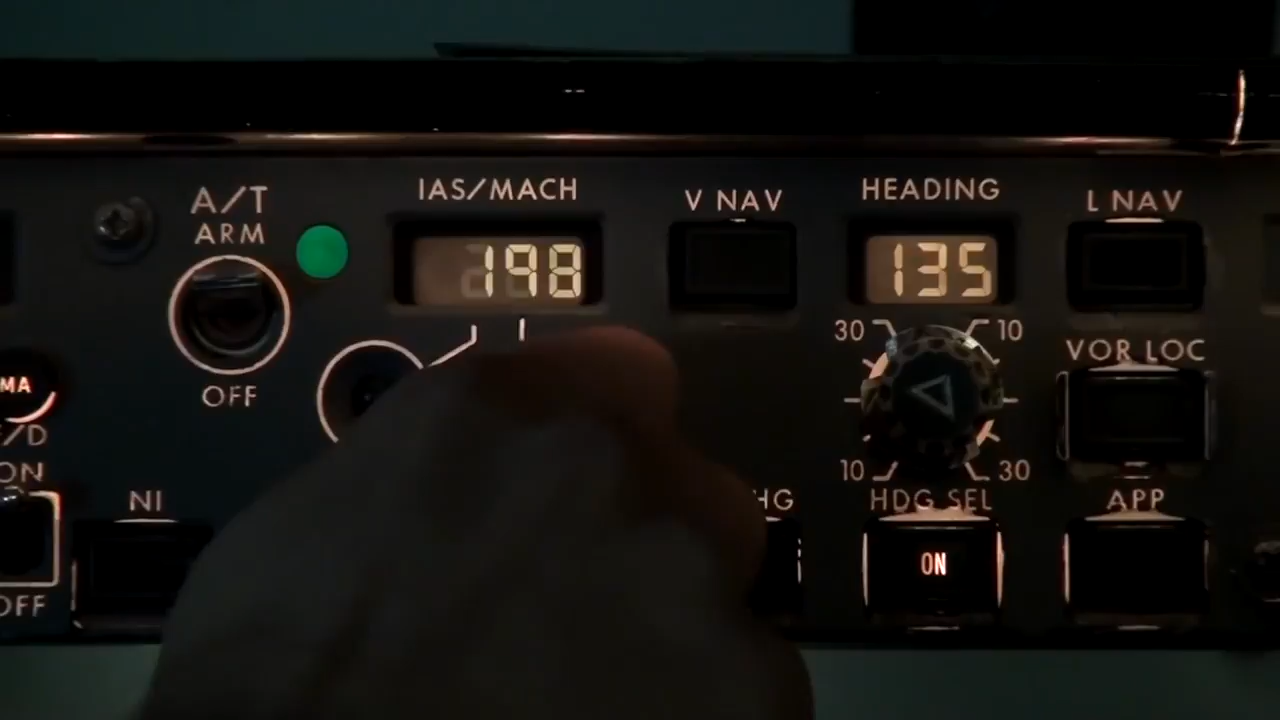 A/T
ARM
OFF
IAS/MACH
198
V NAV
HEADING
135
L NAV
30
10
10
30
VOR LOC
MA
F/D
ON
OFF
N1
HG
HDG SEL
ON
APP